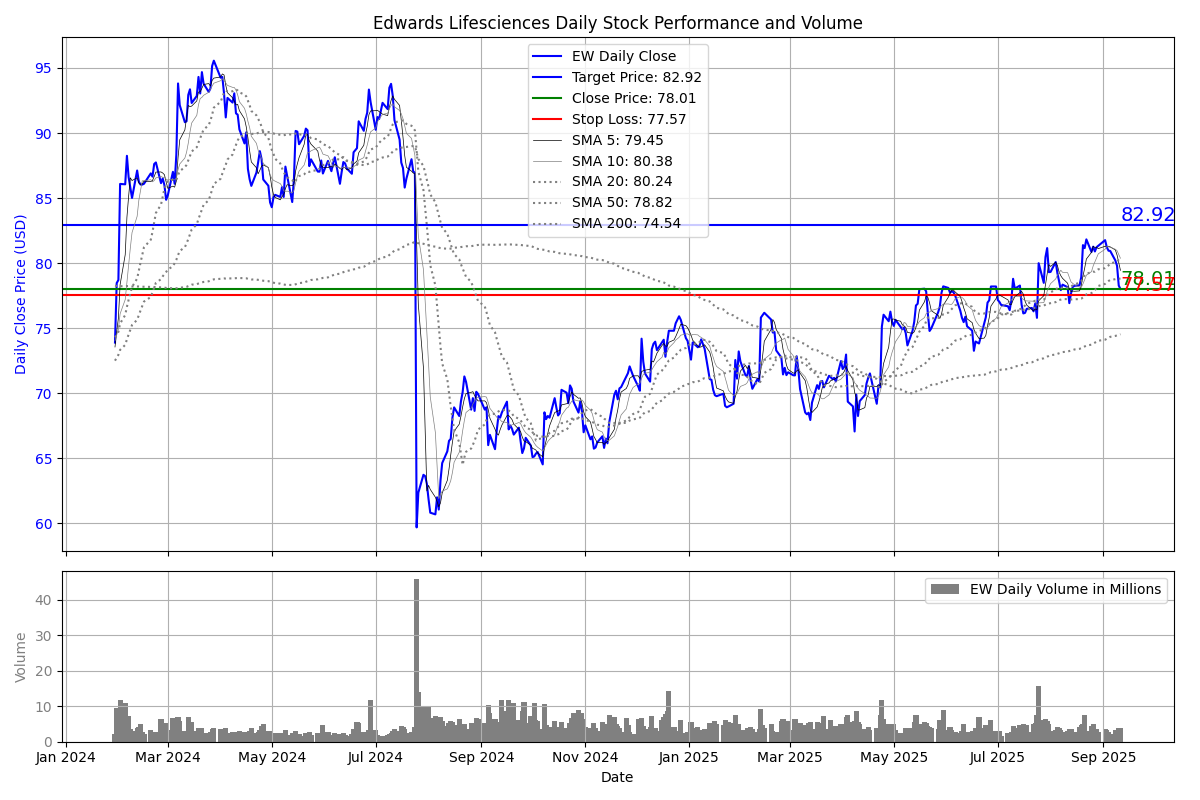 Edwards Lifesciences Daily Stock Performance and Volume
Daily Close Price (USD)
95
90
85
80
75
70
65
60
EW Daily Close
Target Price: 82.92
Close Price: 78.01
Stop Loss: 77.57
SMA 5: 79.45
SMA 10: 80.38
SMA 20: 80.24
SMA 50: 78.82
SMA 200: 74.54
82.92
78.01
77.57
Volume
40
30
20
10
0
EW Daily Volume in Millions
Jan 2024
Mar 2024
May 2024
Jul 2024
Sep 2024
Nov 2024
Jan 2025
Mar 2025
May 2025
Jul 2025
Sep 2025
Date